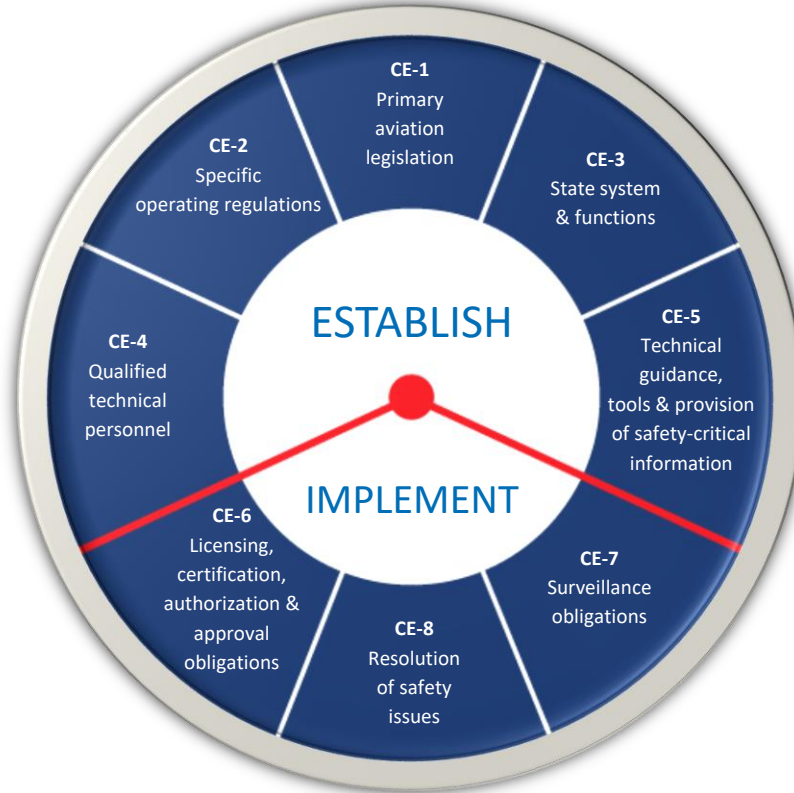 CE-1
Primary
aviation
legislation
CE-2
Specific
operating regulations
CE-3
State system
& functions
ESTABLISH
CE-4
Qualified
technical
personnel
CE-5
Technical
guidance,
tools & provision
of safety-critical
information
IMPLEMENT
CE-6
Licensing,
certification,
authorization &
approval
obligations
CE-7
Surveillance
obligations
CE-8
Resolution
of safety
issues